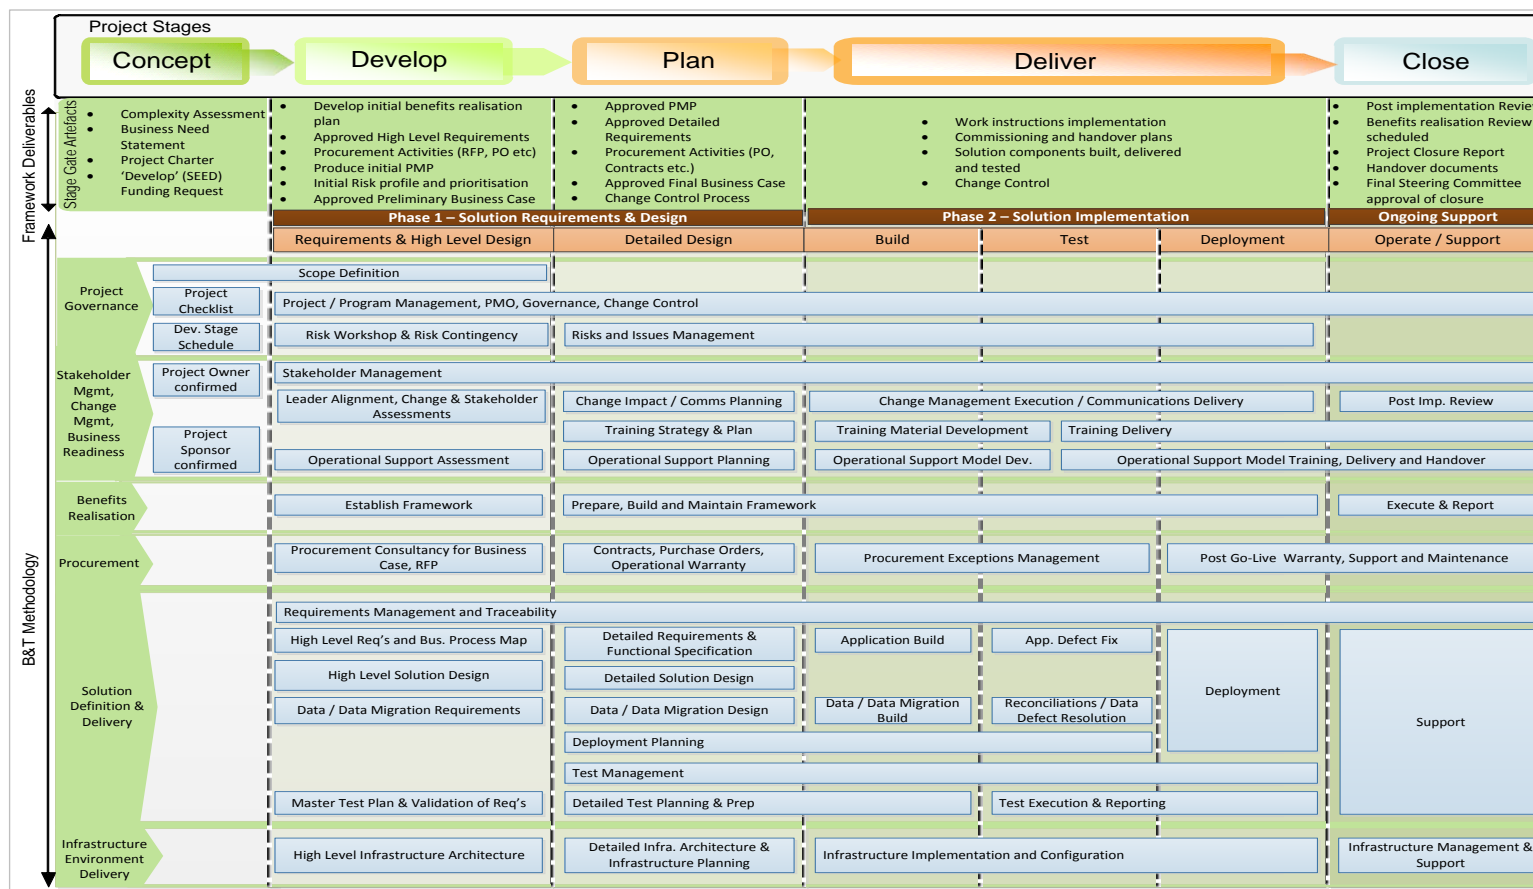 Project Stages
Concept
Develop
Plan
Deliver
Close
Framework Deliverables
Stage Gate Artefacts
• Complexity Assessment
• Business Need
Statement
• Project Charter
• ‘Develop’ (SEED)
Funding Request
• Develop initial benefits realisation
plan
• Approved High Level Requirements
• Procurement Activities (RFP, PO etc)
• Produce initial PMP
• Initial Risk profile and prioritisation
• Approved Preliminary Business Case
• Approved PMP
• Approved Detailed
Requirements
• Procurement Activities (PO,
Contracts etc.)
• Approved Final Business Case
• Change Control Process
• Work instructions implementation
• Commissioning and handover plans
• Solution components built, delivered
and tested
• Change Control
• Post implementation Review
• Benefits realisation Review
scheduled
• Project Closure Report
• Handover documents
• Final Steering Committee
approval of closure
Phase 1 – Solution Requirements & Design
Phase 2 – Solution Implementation
Ongoing Support
Requirements & High Level Design
Detailed Design
Build
Test
Deployment
Operate / Support
B&T Methodology
Project
Governance
Scope Definition
Project
Checklist
Project / Program Management, PMO, Governance, Change Control
Dev. Stage
Schedule
Risk Workshop & Risk Contingency
Risks and Issues Management
Stakeholder
Mgmt,
Change
Mgmt,
Business
Readiness
Project Owner
confirmed
Stakeholder Management
Leader Alignment, Change & Stakeholder
Assessments
Change Impact / Comms Planning
Change Management Execution / Communications Delivery
Post Imp. Review
Project
Sponsor
confirmed
Training Strategy & Plan
Training Material Development
Training Delivery
Operational Support Assessment
Operational Support Planning
Operational Support Model Dev.
Operational Support Model Training, Delivery and Handover
Benefits
Realisation
Establish Framework
Prepare, Build and Maintain Framework
Execute & Report
Procurement
Procurement Consultancy for Business
Case, RFP
Contracts, Purchase Orders,
Operational Warranty
Procurement Exceptions Management
Post Go-Live Warranty, Support and Maintenance
Solution
Definition &
Delivery
Requirements Management and Traceability
High Level Req’s and Bus. Process Map
Detailed Requirements &
Functional Specification
Application Build
App. Defect Fix
Deployment
Support
High Level Solution Design
Detailed Solution Design
Data / Data Migration Requirements
Data / Data Migration Design
Data / Data Migration
Build
Reconciliations / Data
Defect Resolution
Deployment Planning
Test Management
Master Test Plan & Validation of Req’s
Detailed Test Planning & Prep
Test Execution & Reporting
Infrastructure
Environment
Delivery
High Level Infrastructure Architecture
Detailed Infra. Architecture &
Infrastructure Planning
Infrastructure Implementation and Configuration
Infrastructure Management &
Support